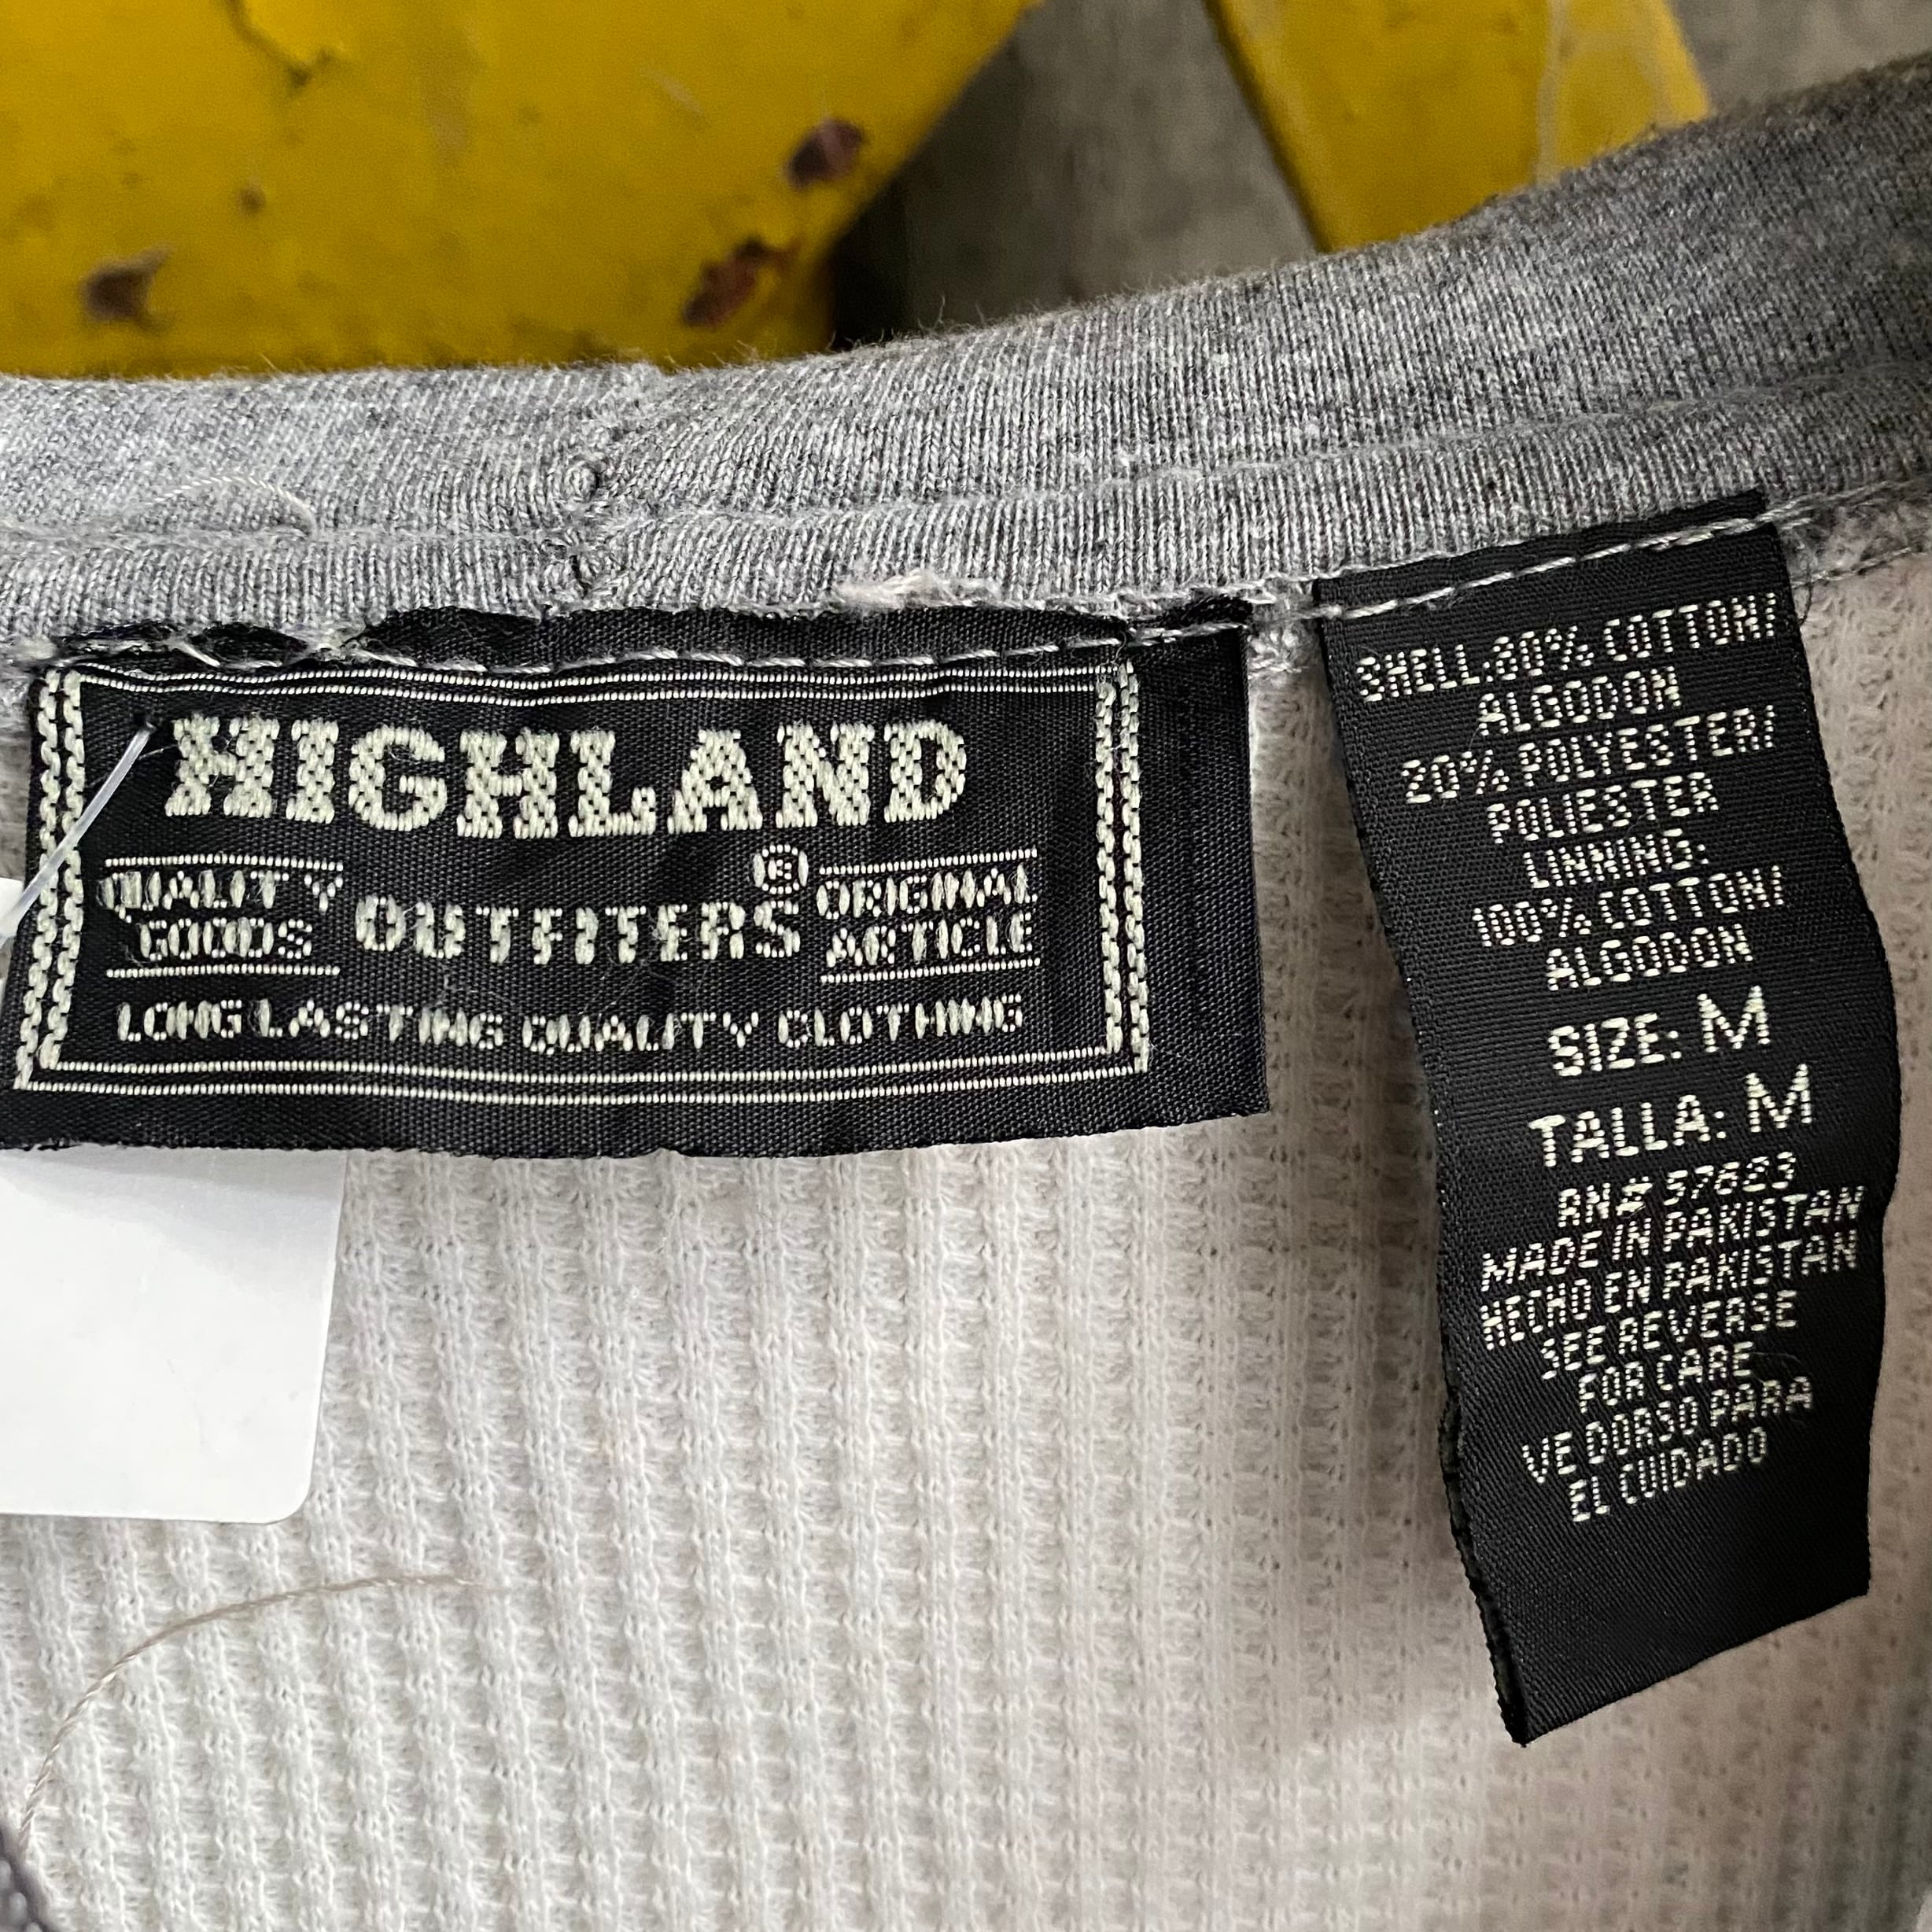 HIGHLAND
QUALITY
GOODS
OUTFITERS®
ORIGINAL
ARTICLE
LONG LASTING QUALITY CLOTHING
SHELL:80% COTTON/
ALGODON
20% POLYESTER/
POLIESTER
LINNING:
100% COTTON/
ALGODON
SIZE: M
TALLA: M
RN# 57623
MADE IN PAKISTAN
HECHO EN PAKISTAN
SEE REVERSE
FOR CARE
VE DORSO PARA
EL CUIDADO